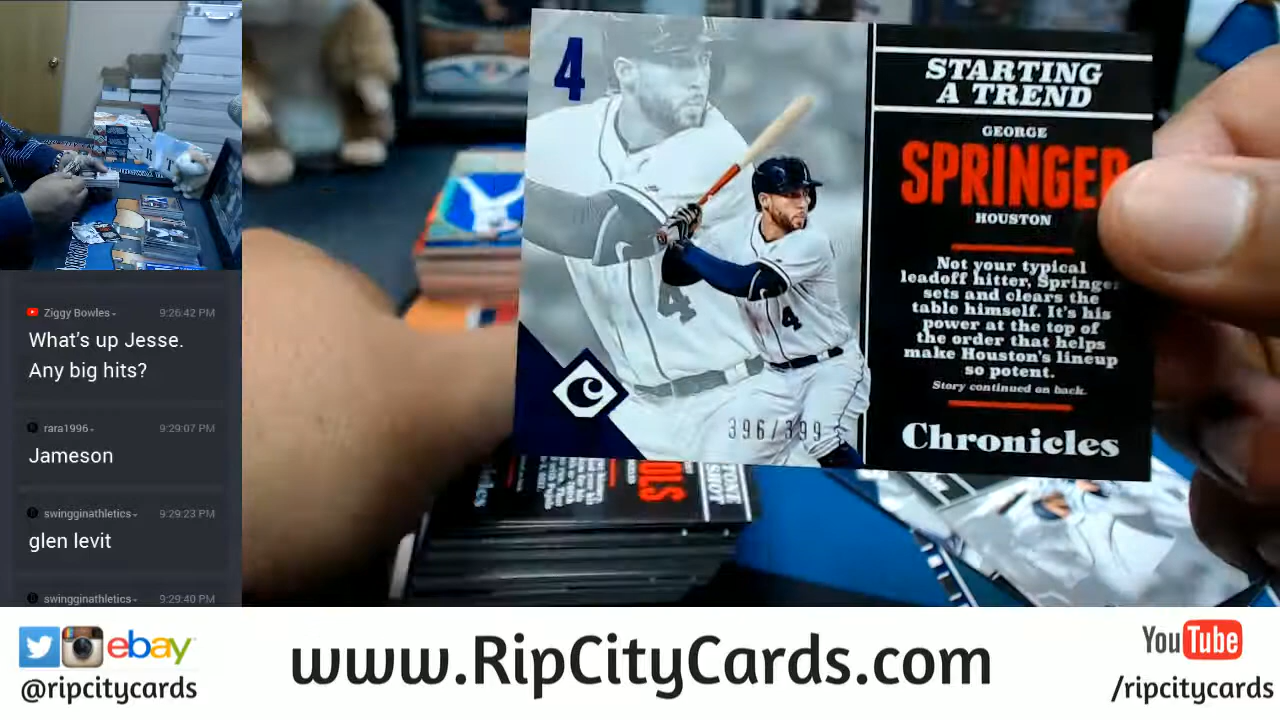 4
STARTING
A TREND
GEORGE
SPRINGER
HOUSTON
Not your typical
leadoff hitter, Springer
sets and clears the
table himself. It's his
power at the top of
the order that helps
make Houston's lineup
so potent.
Story continued on back.
Chronicles
C
4
4
396/399
Ziggy Bowles 9:26:42 PM
What's up Jesse.
Any big hits?
rara1996 9:29:07 PM
Jameson
swingginathletics 9:29:23 PM
glen levit
swingginathletics 9:29:40 PM
ebay
@ripcitycards
www.RipCityCards.com
YouTube
/ripcitycards